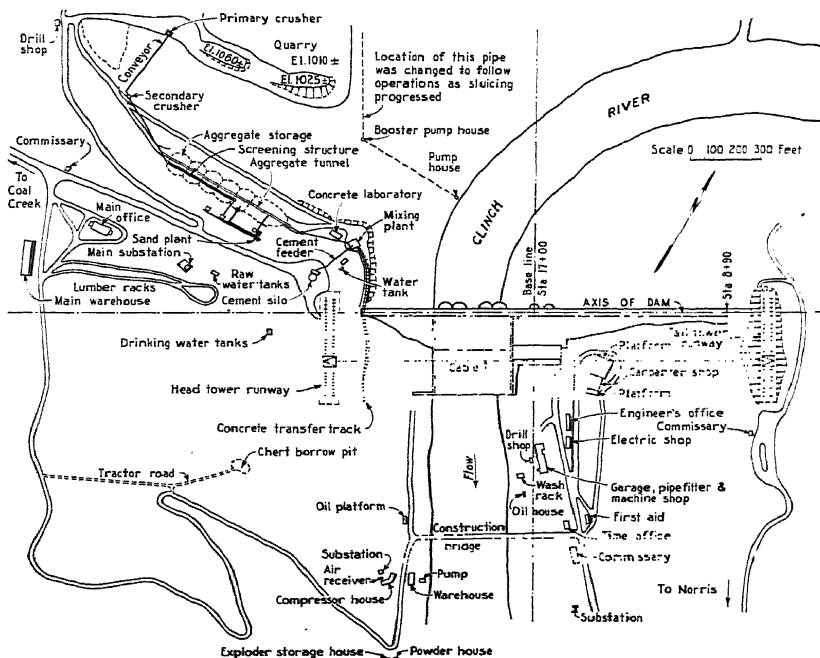 Primary crusher
Drill
shop
Conveyor
El.1060±
Quarry
El.1010±
El.1025±
Secondary
crusher
Location of this pipe
was changed to follow
operations as sluicing
progressed
Booster pump house
Pump
house
RIVER
CLINCH
Scale 0 100 200 300 Feet
Commissary
Aggregate storage
Screening structure
Aggregate tunnel
To
Coal
Creek
Main
office
Concrete laboratory
Mixing
plant
Sand plant
Main substation
Cement
feeder
Raw
water tanks
Water
tank
Lumber racks
Cement silo
Main warehouse
Base line
Sta 17+00
Sta 8+90
AXIS OF DAM
Tail tower
runway
Platform
Drinking water tanks
Carpenter shop
Head tower runway
Platform
Engineer's office
Commissary
Electric shop
Concrete transfer track
Drill
shop
Chert borrow pit
Flow
Tractor road
Wash
rack
Garage, pipefitter &
machine shop
Oil platform
Oil house
First aid
Construction
bridge
Time office
Commissary
Substation
Air
receiver
Pump
Compressor house
Warehouse
To Norris
Substation
Exploder storage house
Powder house